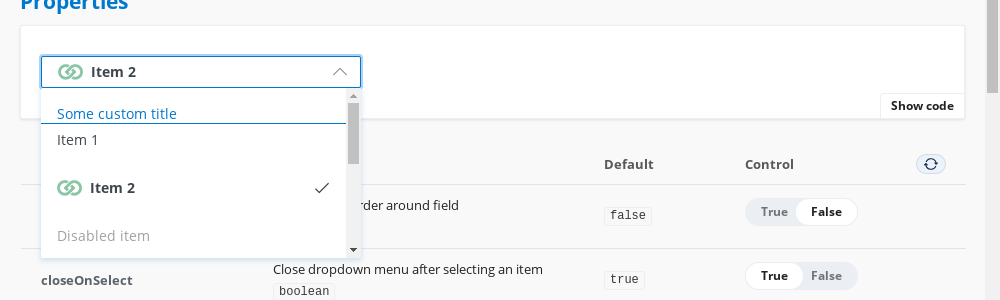 Properties
Item 2
Show code
Some custom title
Item 1
Item 2
Disabled item
Default
Control
rder around field
false
True False
closeOnSelect
Close dropdown menu after selecting an item
boolean
true
True False